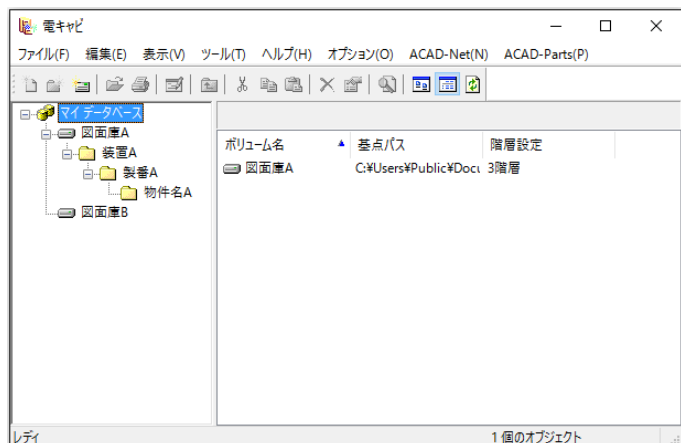 電キャビ
ファイル(F) 編集(E) 表示(V) ツール(T) ヘルプ(H) オプション(O) ACAD-Net(N) ACAD-Parts(P)
マイ データベース
図面庫A
装置A
製番A
物件名A
図面庫B
ボリューム名 基点パス 階層設定
図面庫A C:¥Users¥Public¥Docu 3階層
レディ 1 個のオブジェクト